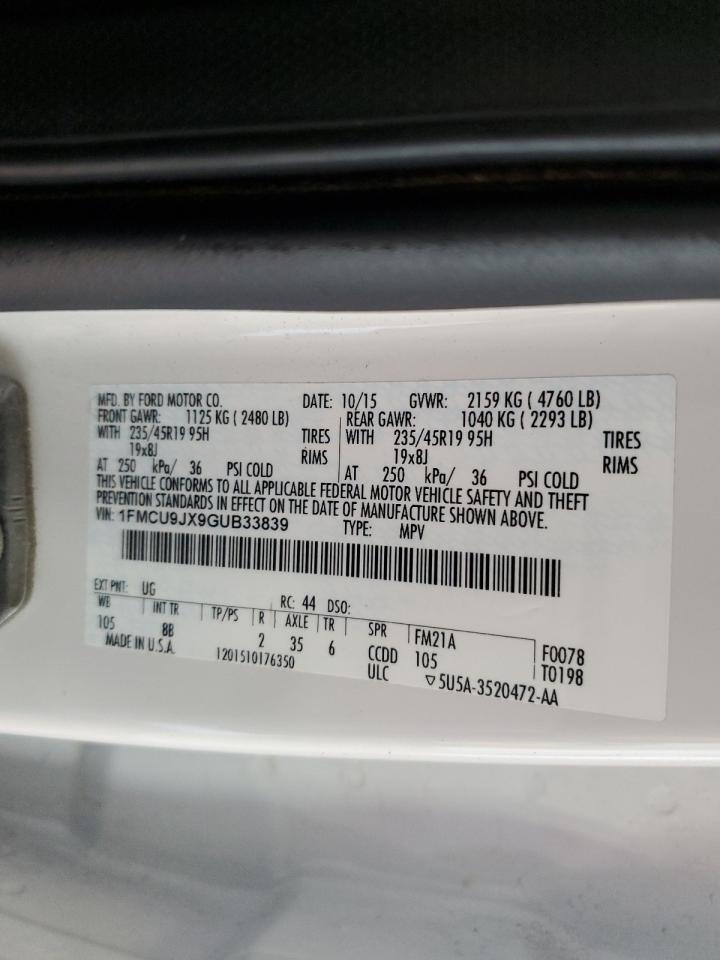 MFD. BY FORD MOTOR CO. DATE: 10/15 GVWR: 2159 KG ( 4760 LB)
FRONT GAWR: 1125 KG ( 2480 LB) REAR GAWR: 1040 KG ( 2293 LB)
WITH 235/45R19 95H TIRES WITH 235/45R19 95H TIRES
19x8J RIMS 19x8J RIMS
AT 250 kPa/ 36 PSI COLD AT 250 kPa/ 36 PSI COLD
THIS VEHICLE CONFORMS TO ALL APPLICABLE FEDERAL MOTOR VEHICLE SAFETY AND THEFT
PREVENTION STANDARDS IN EFFECT ON THE DATE OF MANUFACTURE SHOWN ABOVE.
VIN: 1FMCU9JX9GUB33839 TYPE: MPV
EXT PNT: UG RC: 44 DSO:
WB INT TR TP/PS R AXLE TR SPR FM21A F0078
105 8B 2 35 6 CCDD 105 T0198
MADE IN U.S.A. 1201510176350 ULC ▽5U5A-3520472-AA